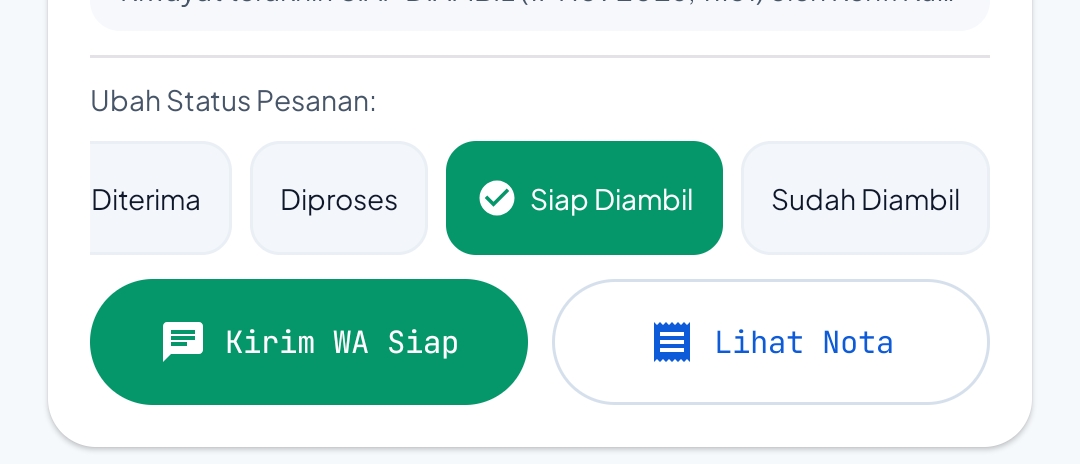 Ubah Status Pesanan:
Diterima
Diproses
Siap Diambil
Sudah Diambil
Kirim WA Siap
Lihat Nota